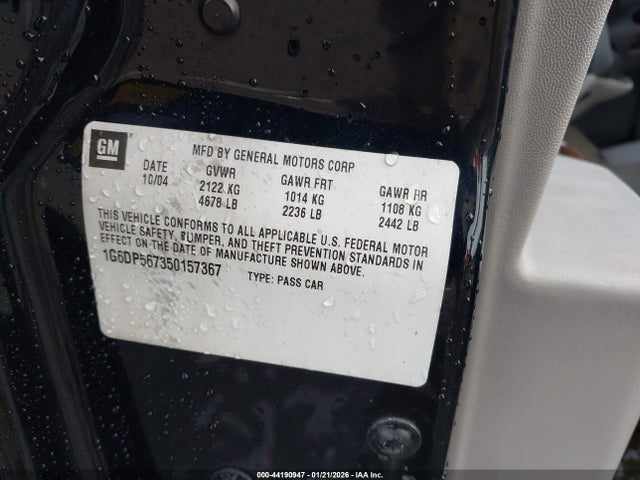 GM
MFD BY GENERAL MOTORS CORP
DATE GVWR GAWR FRT GAWR RR
10/04 2122 KG 1014 KG 1108 KG
4678 LB 2236 LB 2442 LB
THIS VEHICLE CONFORMS TO ALL APPLICABLE U.S. FEDERAL MOTOR
VEHICLE SAFETY, BUMPER, AND THEFT PREVENTION STANDARDS IN
EFFECT ON THE DATE OF MANUFACTURE SHOWN ABOVE.
1G6DP567350157367 TYPE: PASS CAR
000-44190947 - 01/21/2026 - IAA Inc.